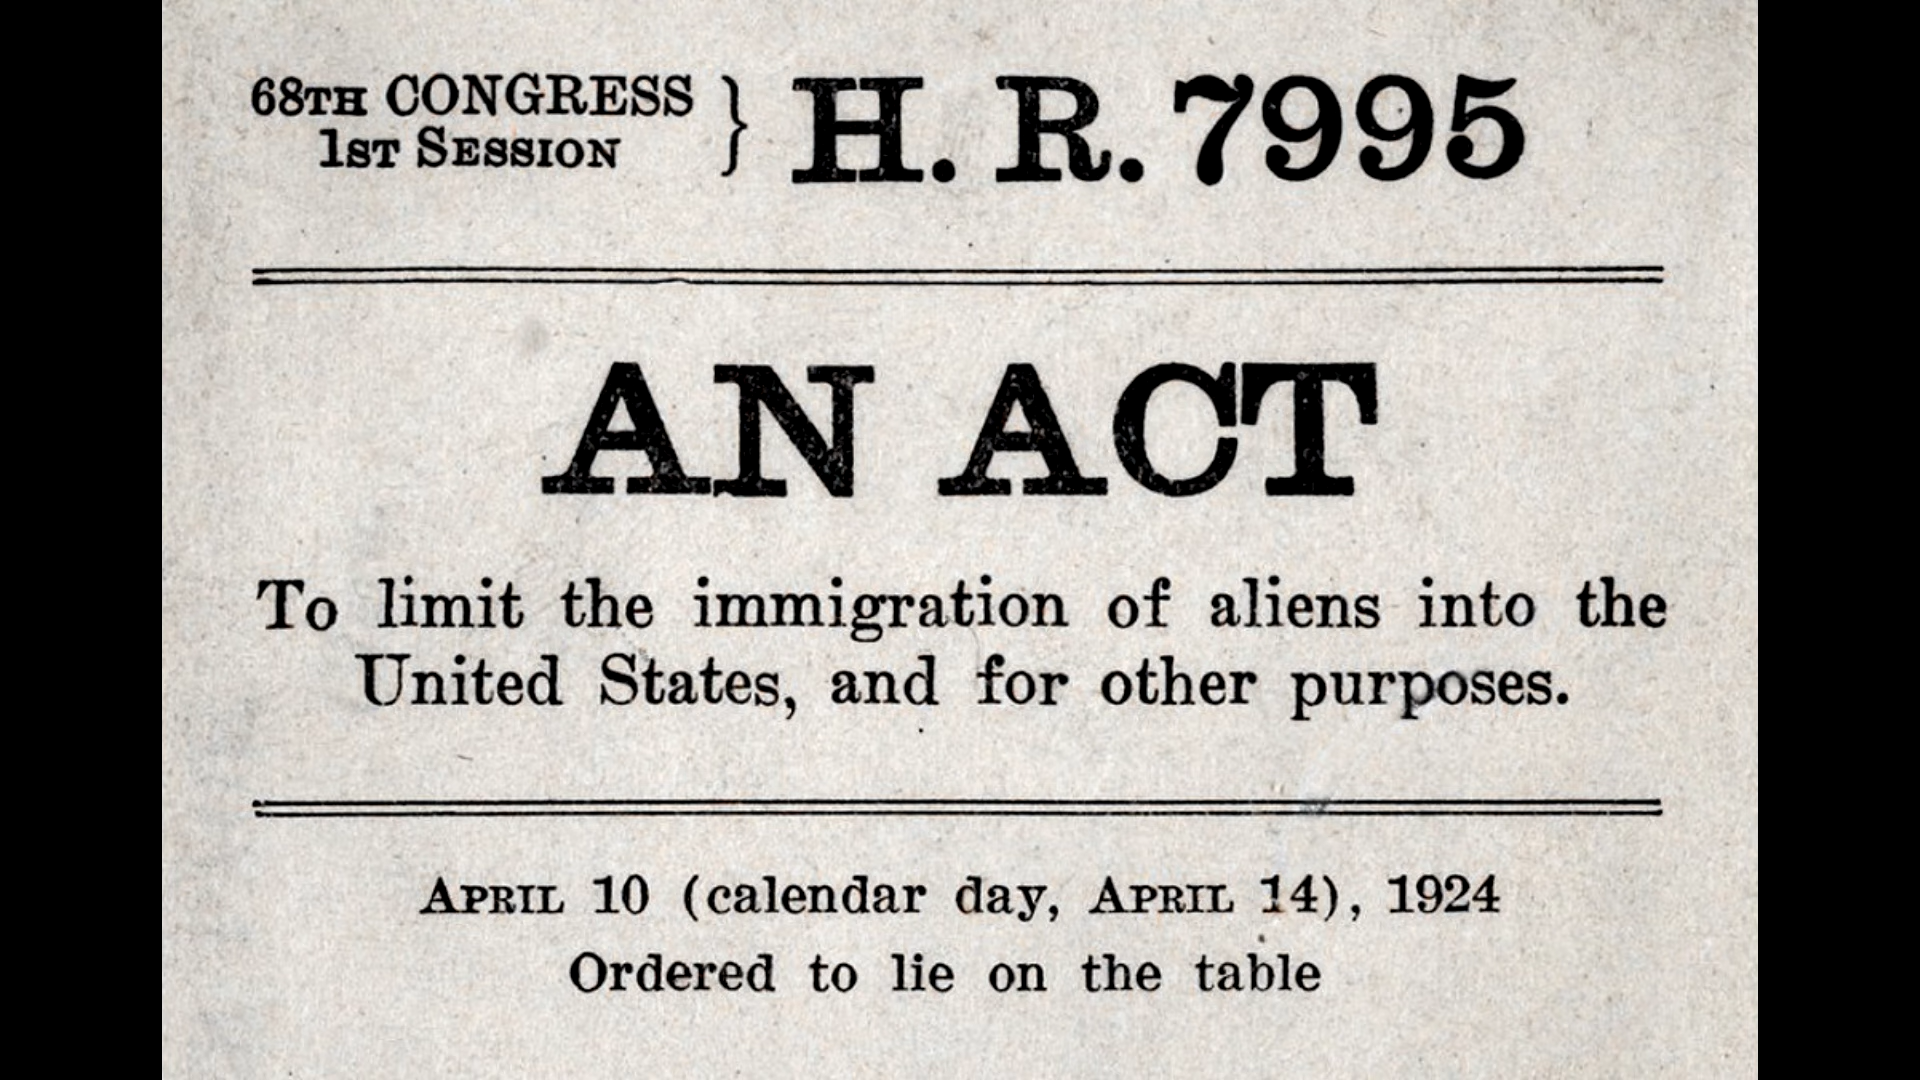 68TH CONGRESS
1ST SESSION
} H. R. 7995
AN ACT
To limit the immigration of aliens into the
United States, and for other purposes.
APRIL 10 (calendar day, APRIL 14), 1924
Ordered to lie on the table